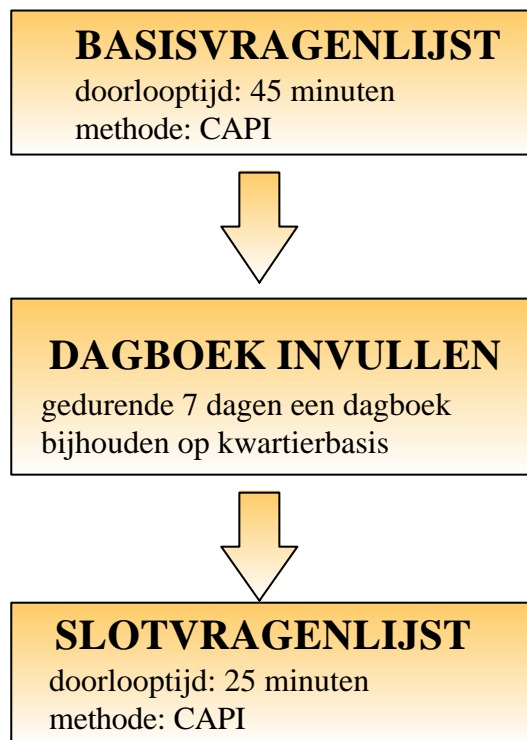 BASISVRAGENLIJST
doorlooptijd: 45 minuten
methode: CAPI
DAGBOEK INVULLEN
gedurende 7 dagen een dagboek
bijhouden op kwartierbasis
SLOTVRAGENLIJST
doorlooptijd: 25 minuten
methode: CAPI